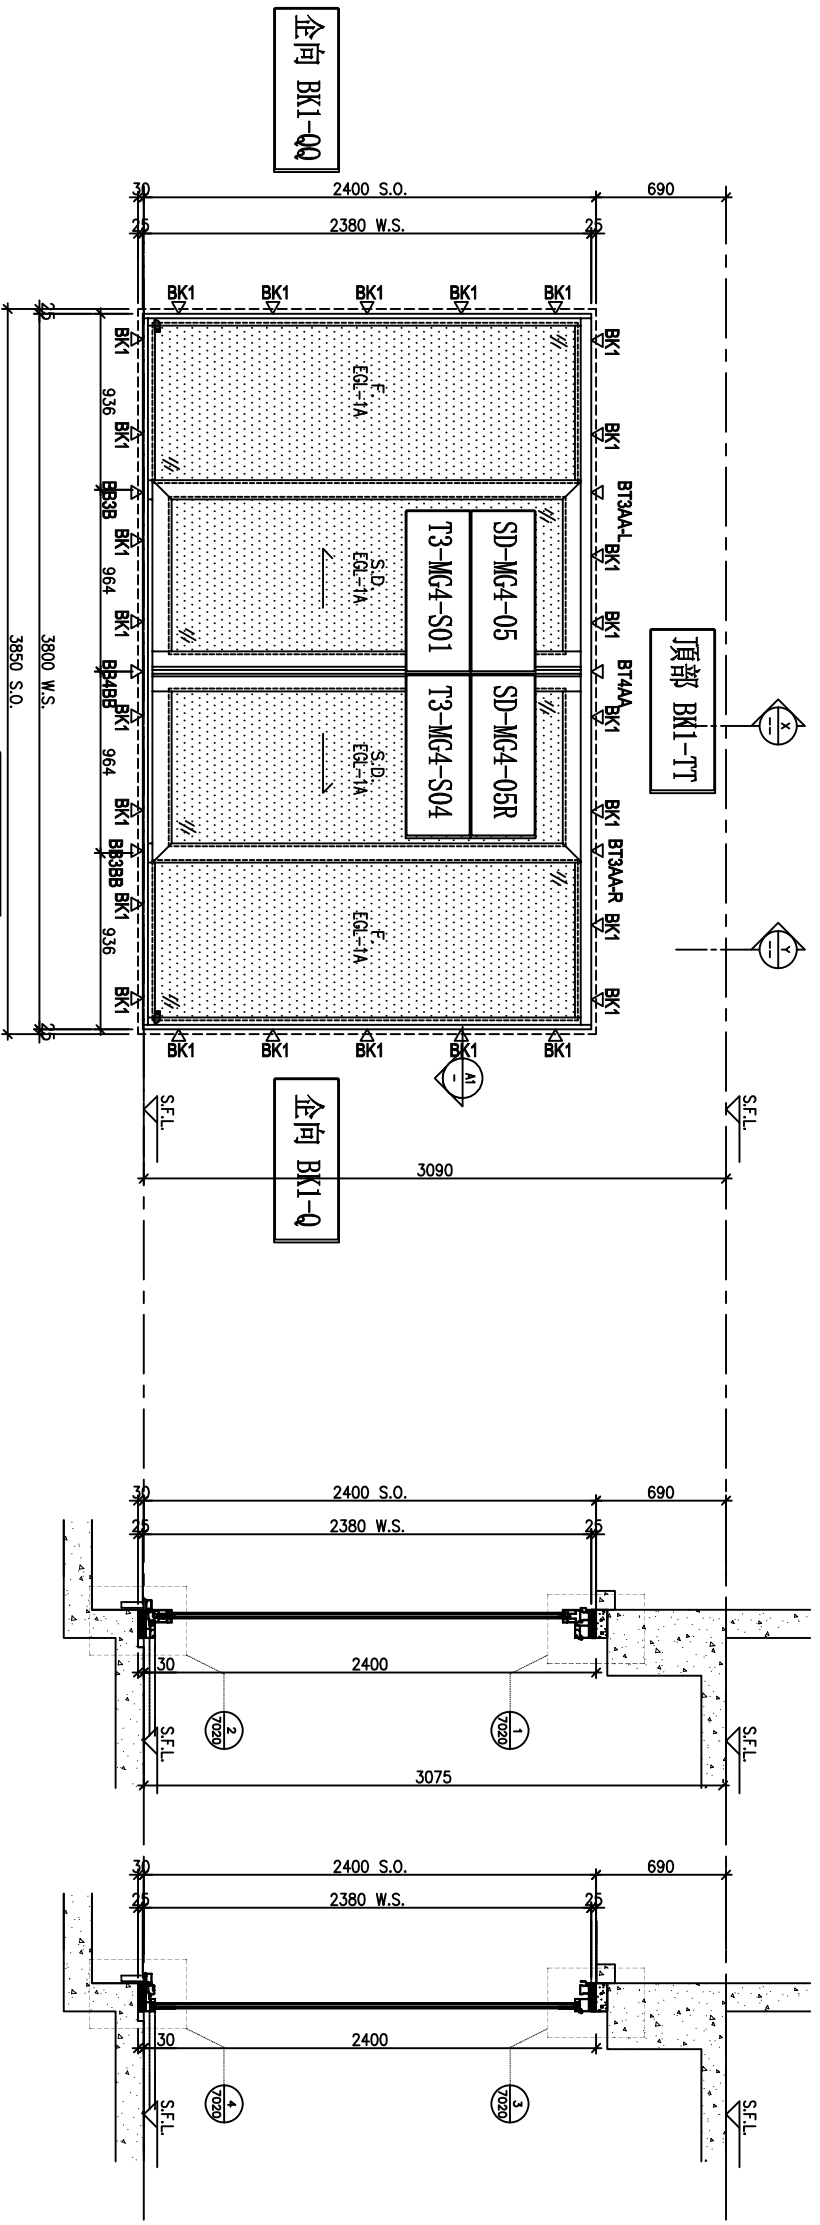 企向 BK1-QQ
30
2400 S.O.
690
25
2380 W.S.
25
BK1
BK1
BK1
BK1
BK1
BK1
BK1
BT3AA-L
BK1
BK1
BT4AA
BK1
BK1
BT3AA-R
BK1
BK1
頂部 BK1-TT
X
--
Y
--
F.
EGL-1A
S.D.
EGL-1A
S.D.
EGL-1A
F.
EGL-1A
SD-MG4-05
SD-MG4-05R
T3-MG4-S01
T3-MG4-S04
BK1
BK1
BB3B
BK1
BK1
BB4BB
BK1
BK1
BB3BB
BK1
BK1
25
936
964
964
936
25
3800 W.S.
3850 S.O.
BK1
BK1
BK1
BK1
BK1
A1
-
企向 BK1-Q
S.F.L.
S.F.L.
3090
30
2400 S.O.
690
25
2380 W.S.
25
30
2400
1
7020
2
7020
S.F.L.
S.F.L.
3075
30
2400 S.O.
690
25
2380 W.S.
25
30
2400
3
7020
4
7020
S.F.L.
S.F.L.